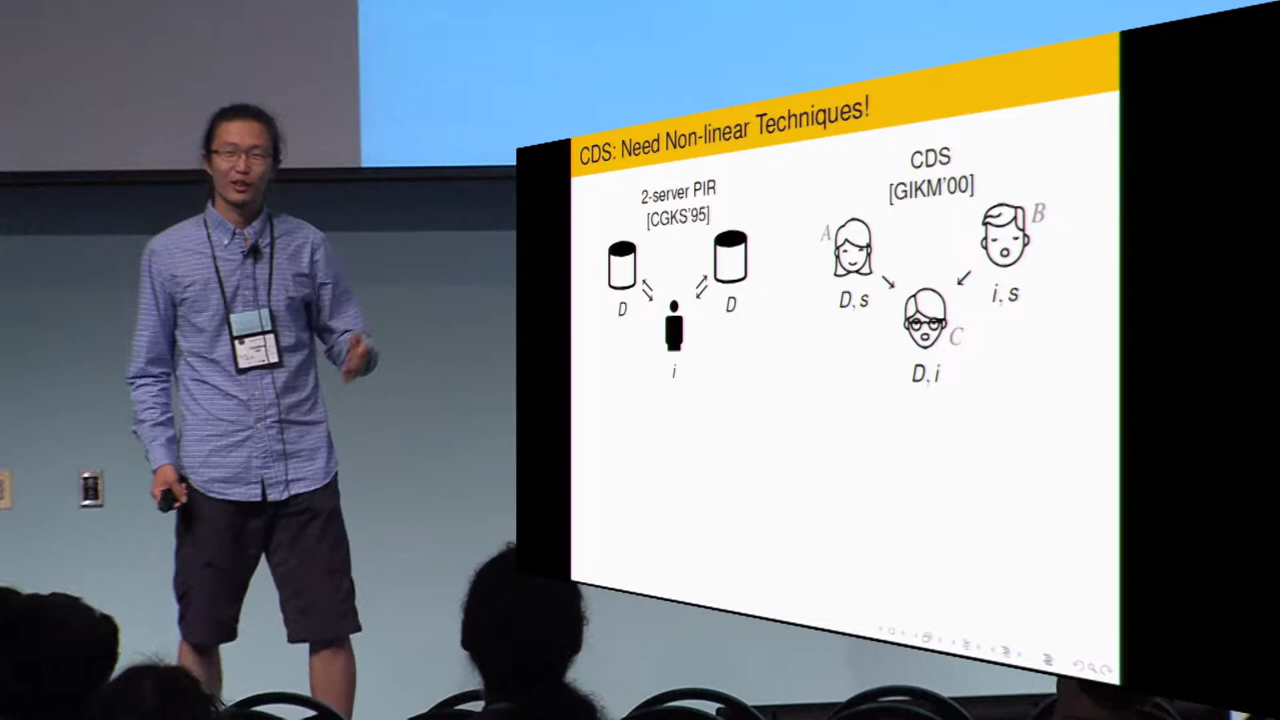 CDS: Need Non-linear Techniques!
2-server PIR
[CGKS'95]
D
D
i
CDS
[GIKM'00]
A
B
D, s
i, s
C
D, i